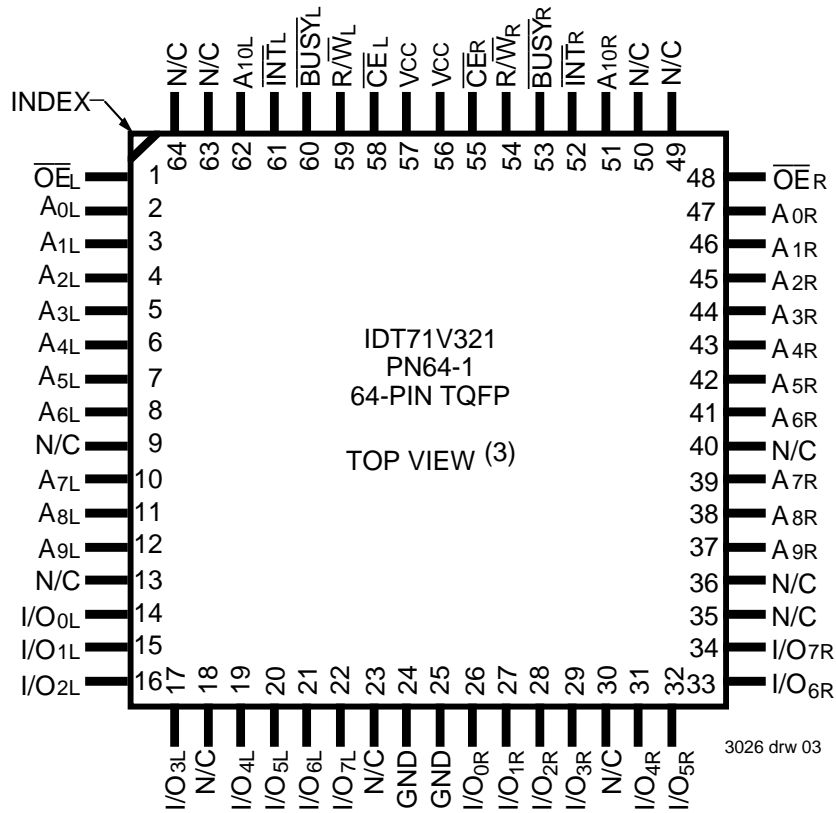 N/C
N/C
A10L
INTL
BUSYL
R/WL
CEL
VCC
VCC
CER
R/WR
BUSYR
INTR
A10R
N/C
N/C
INDEX
64
63
62
61
60
59
58
57
56
55
54
53
52
51
50
49
OEL 1
A0L 2
A1L 3
A2L 4
A3L 5
A4L 6
A5L 7
A6L 8
N/C 9
A7L 10
A8L 11
A9L 12
N/C 13
I/O0L 14
I/O1L 15
I/O2L 16
IDT71V321
PN64-1
64-PIN TQFP
TOP VIEW (3)
48 OER
47 A0R
46 A1R
45 A2R
44 A3R
43 A4R
42 A5R
41 A6R
40 N/C
39 A7R
38 A8R
37 A9R
36 N/C
35 N/C
34 I/O7R
33 I/O6R
17
18
19
20
21
22
23
24
25
26
27
28
29
30
31
32
I/O3L
N/C
I/O4L
I/O5L
I/O6L
I/O7L
N/C
GND
GND
I/O0R
I/O1R
I/O2R
I/O3R
N/C
I/O4R
I/O5R
3026 drw 03